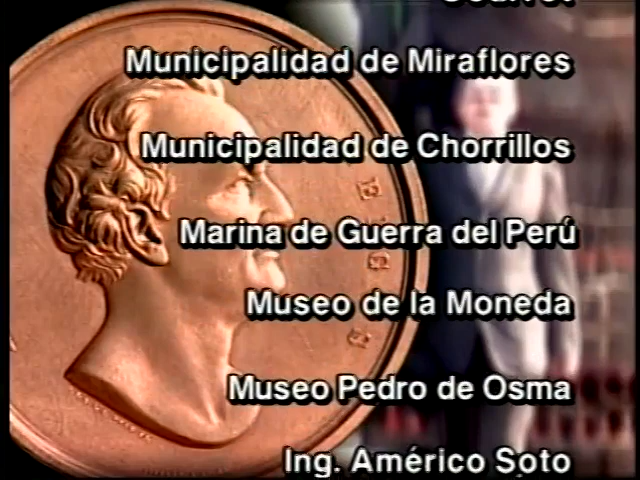 Municipalidad de Miraflores
Municipalidad de Chorrillos
Marina de Guerra del Perú
Museo de la Moneda
Museo Pedro de Osma
Ing. Américo Soto